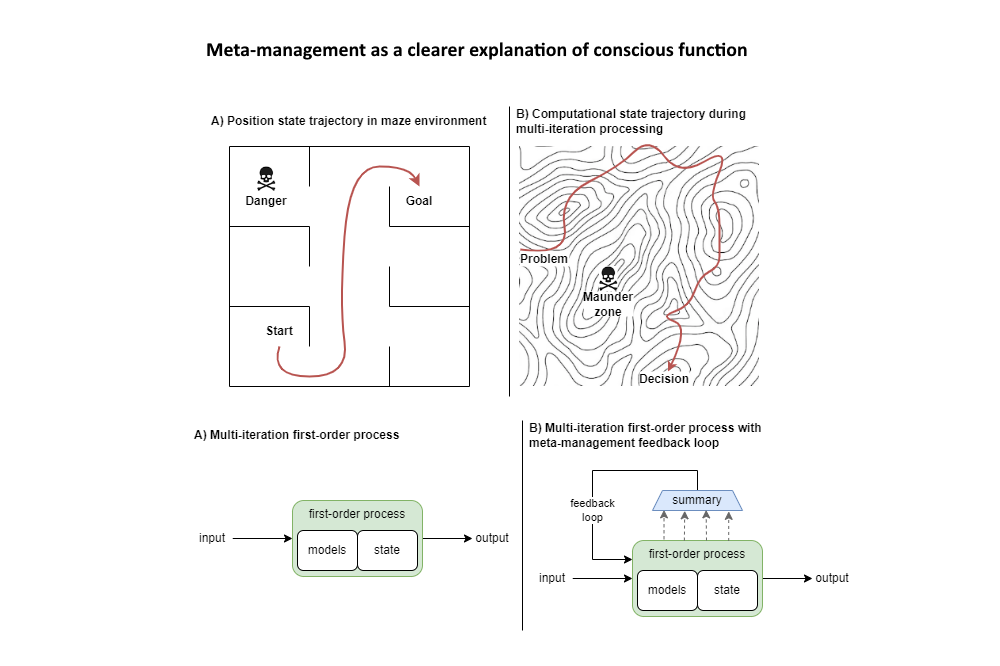 Meta-management as a clearer explanation of conscious function
A) Position state trajectory in maze environment
Danger
Goal
Start
B) Computational state trajectory during
multi-iteration processing
Problem
Maunder
zone
Decision
A) Multi-iteration first-order process
input
first-order process
models
state
output
B) Multi-iteration first-order process with
meta-management feedback loop
summary
feedback
loop
first-order process
input
models
state
output